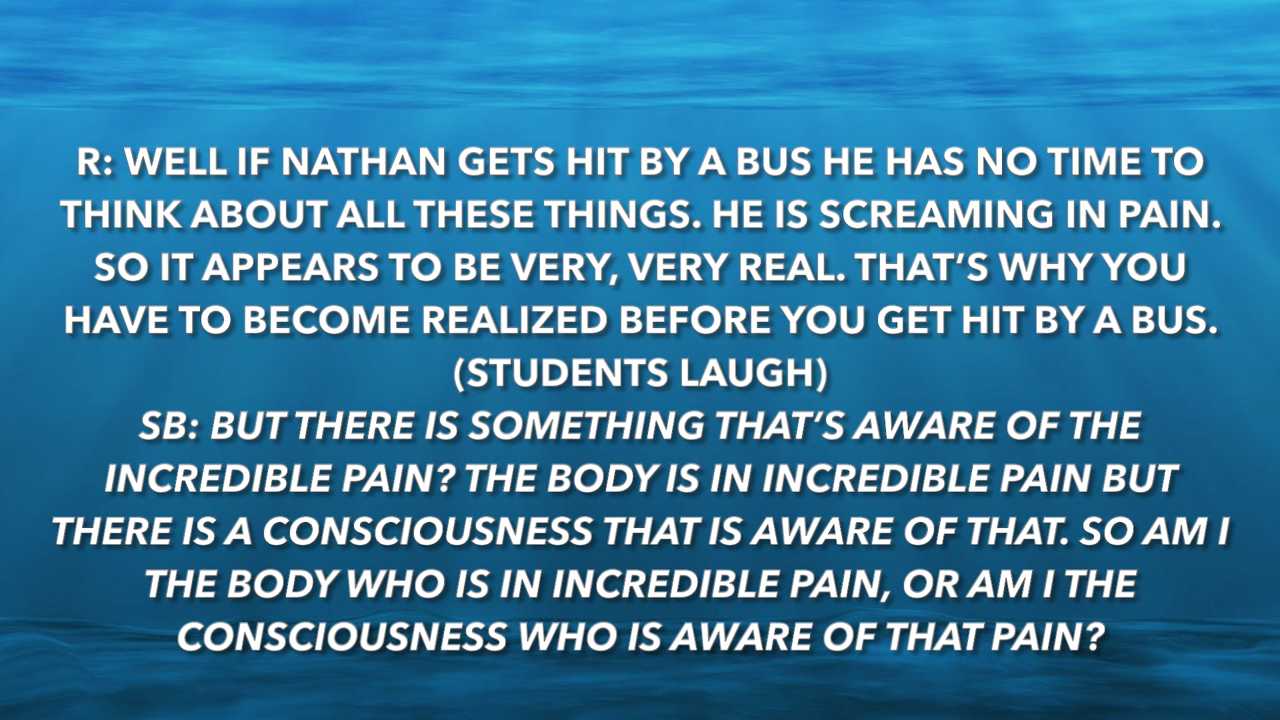 R: WELL IF NATHAN GETS HIT BY A BUS HE HAS NO TIME TO
THINK ABOUT ALL THESE THINGS. HE IS SCREAMING IN PAIN.
SO IT APPEARS TO BE VERY, VERY REAL. THAT’S WHY YOU
HAVE TO BECOME REALIZED BEFORE YOU GET HIT BY A BUS.
(STUDENTS LAUGH)
SB: BUT THERE IS SOMETHING THAT’S AWARE OF THE
INCREDIBLE PAIN? THE BODY IS IN INCREDIBLE PAIN BUT
THERE IS A CONSCIOUSNESS THAT IS AWARE OF THAT. SO AM I
THE BODY WHO IS IN INCREDIBLE PAIN, OR AM I THE
CONSCIOUSNESS WHO IS AWARE OF THAT PAIN?